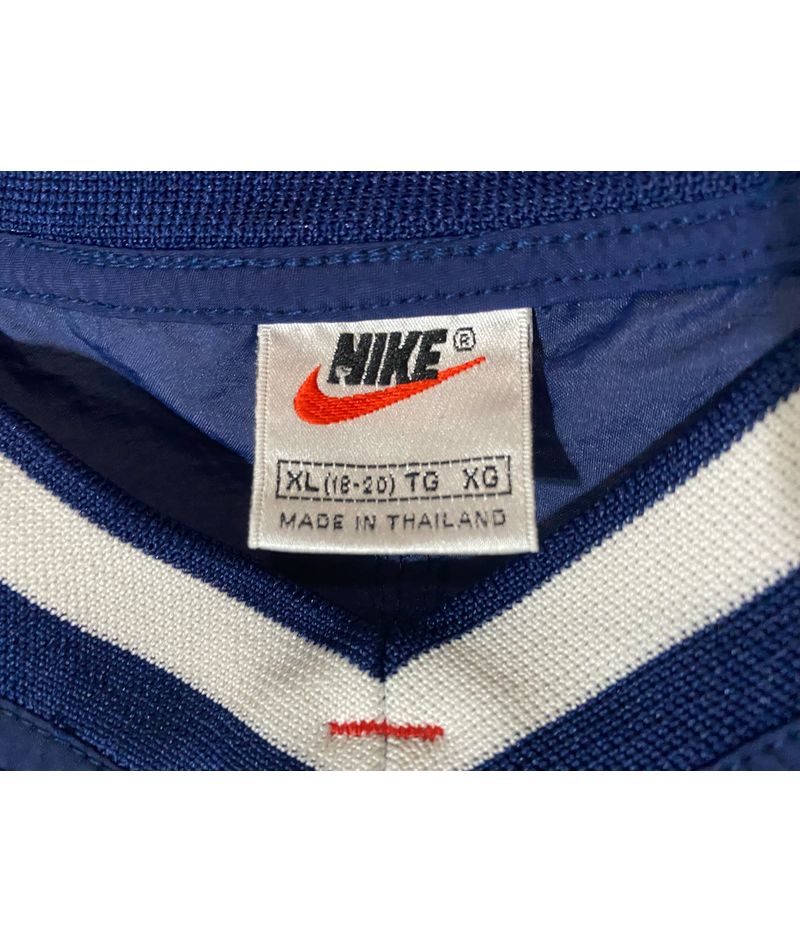 NIKE ®
XL (18-20) TG XG
MADE IN THAILAND